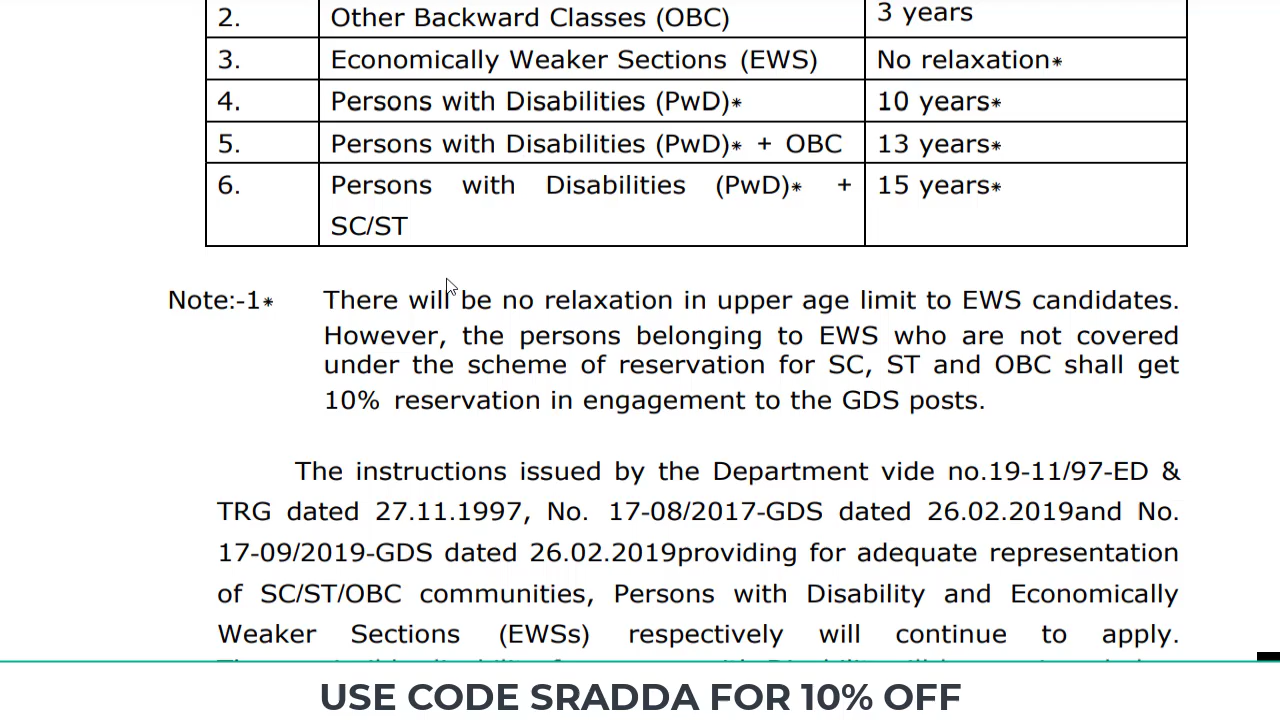 2. Other Backward Classes (OBC) 3 years
3. Economically Weaker Sections (EWS) No relaxation*
4. Persons with Disabilities (PwD)* 10 years*
5. Persons with Disabilities (PwD)* + OBC 13 years*
6. Persons with Disabilities (PwD)* + 15 years*
SC/ST
Note:-1* There will be no relaxation in upper age limit to EWS candidates.
However, the persons belonging to EWS who are not covered
under the scheme of reservation for SC, ST and OBC shall get
10% reservation in engagement to the GDS posts.
The instructions issued by the Department vide no.19-11/97-ED &
TRG dated 27.11.1997, No. 17-08/2017-GDS dated 26.02.2019and No.
17-09/2019-GDS dated 26.02.2019providing for adequate representation
of SC/ST/OBC communities, Persons with Disability and Economically
Weaker Sections (EWSs) respectively will continue to apply.
USE CODE SRADDA FOR 10% OFF